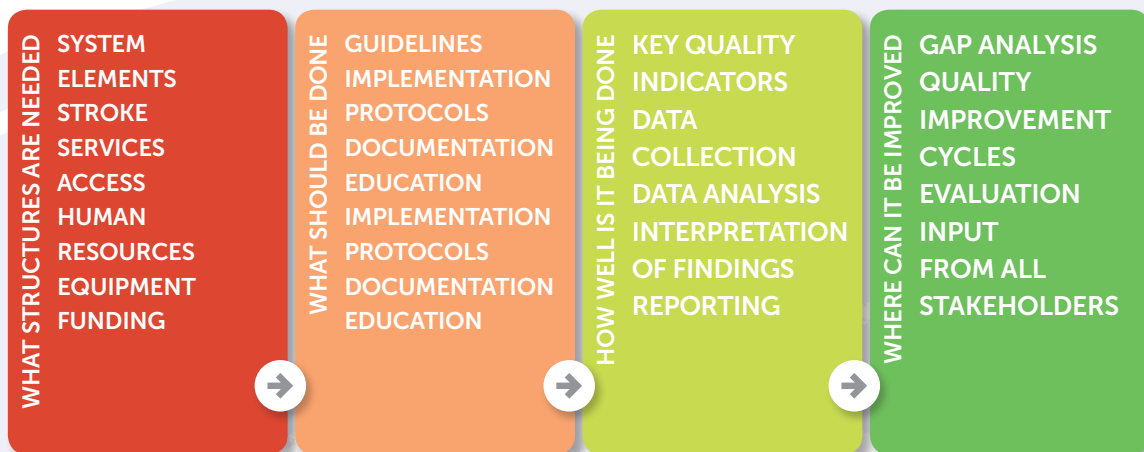 WHAT STRUCTURES ARE NEEDED
SYSTEM
ELEMENTS
STROKE
SERVICES
ACCESS
HUMAN
RESOURCES
EQUIPMENT
FUNDING
WHAT SHOULD BE DONE
GUIDELINES
IMPLEMENTATION
PROTOCOLS
DOCUMENTATION
EDUCATION
IMPLEMENTATION
PROTOCOLS
DOCUMENTATION
EDUCATION
HOW WELL IS IT BEING DONE
KEY QUALITY
INDICATORS
DATA
COLLECTION
DATA ANALYSIS
INTERPRETATION
OF FINDINGS
REPORTING
WHERE CAN IT BE IMPROVED
GAP ANALYSIS
QUALITY
IMPROVEMENT
CYCLES
EVALUATION
INPUT
FROM ALL
STAKEHOLDERS